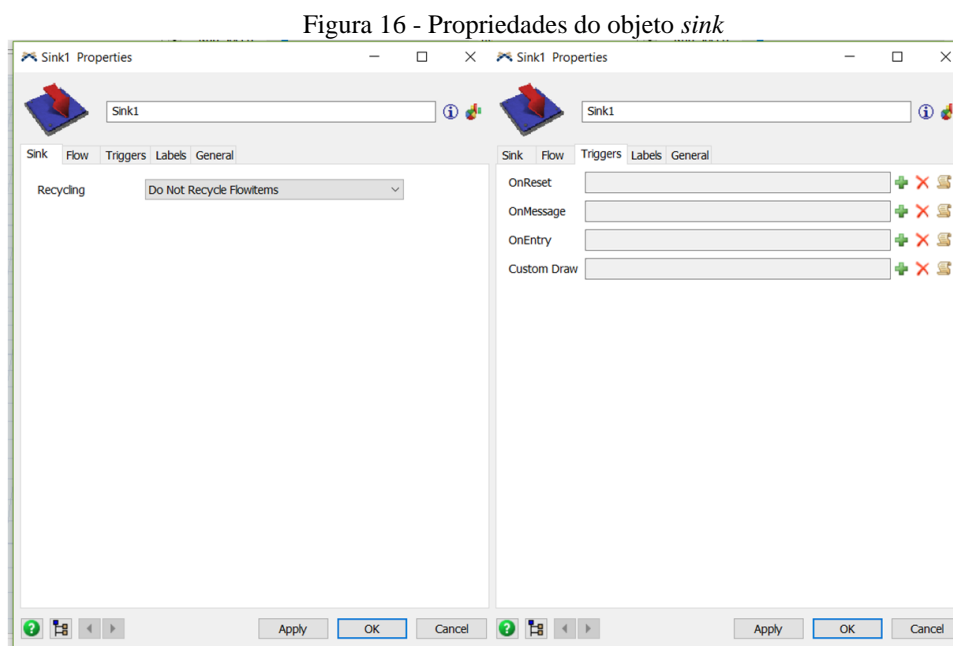 Figura 16 - Propriedades do objeto sink
Sink1 Properties
Sink1
Sink Flow Triggers Labels General
Recycling Do Not Recycle FlowItems
Apply OK Cancel
Sink1 Properties
Sink1
Sink Flow Triggers Labels General
OnReset
OnMessage
OnEntry
Custom Draw
Apply OK Cancel